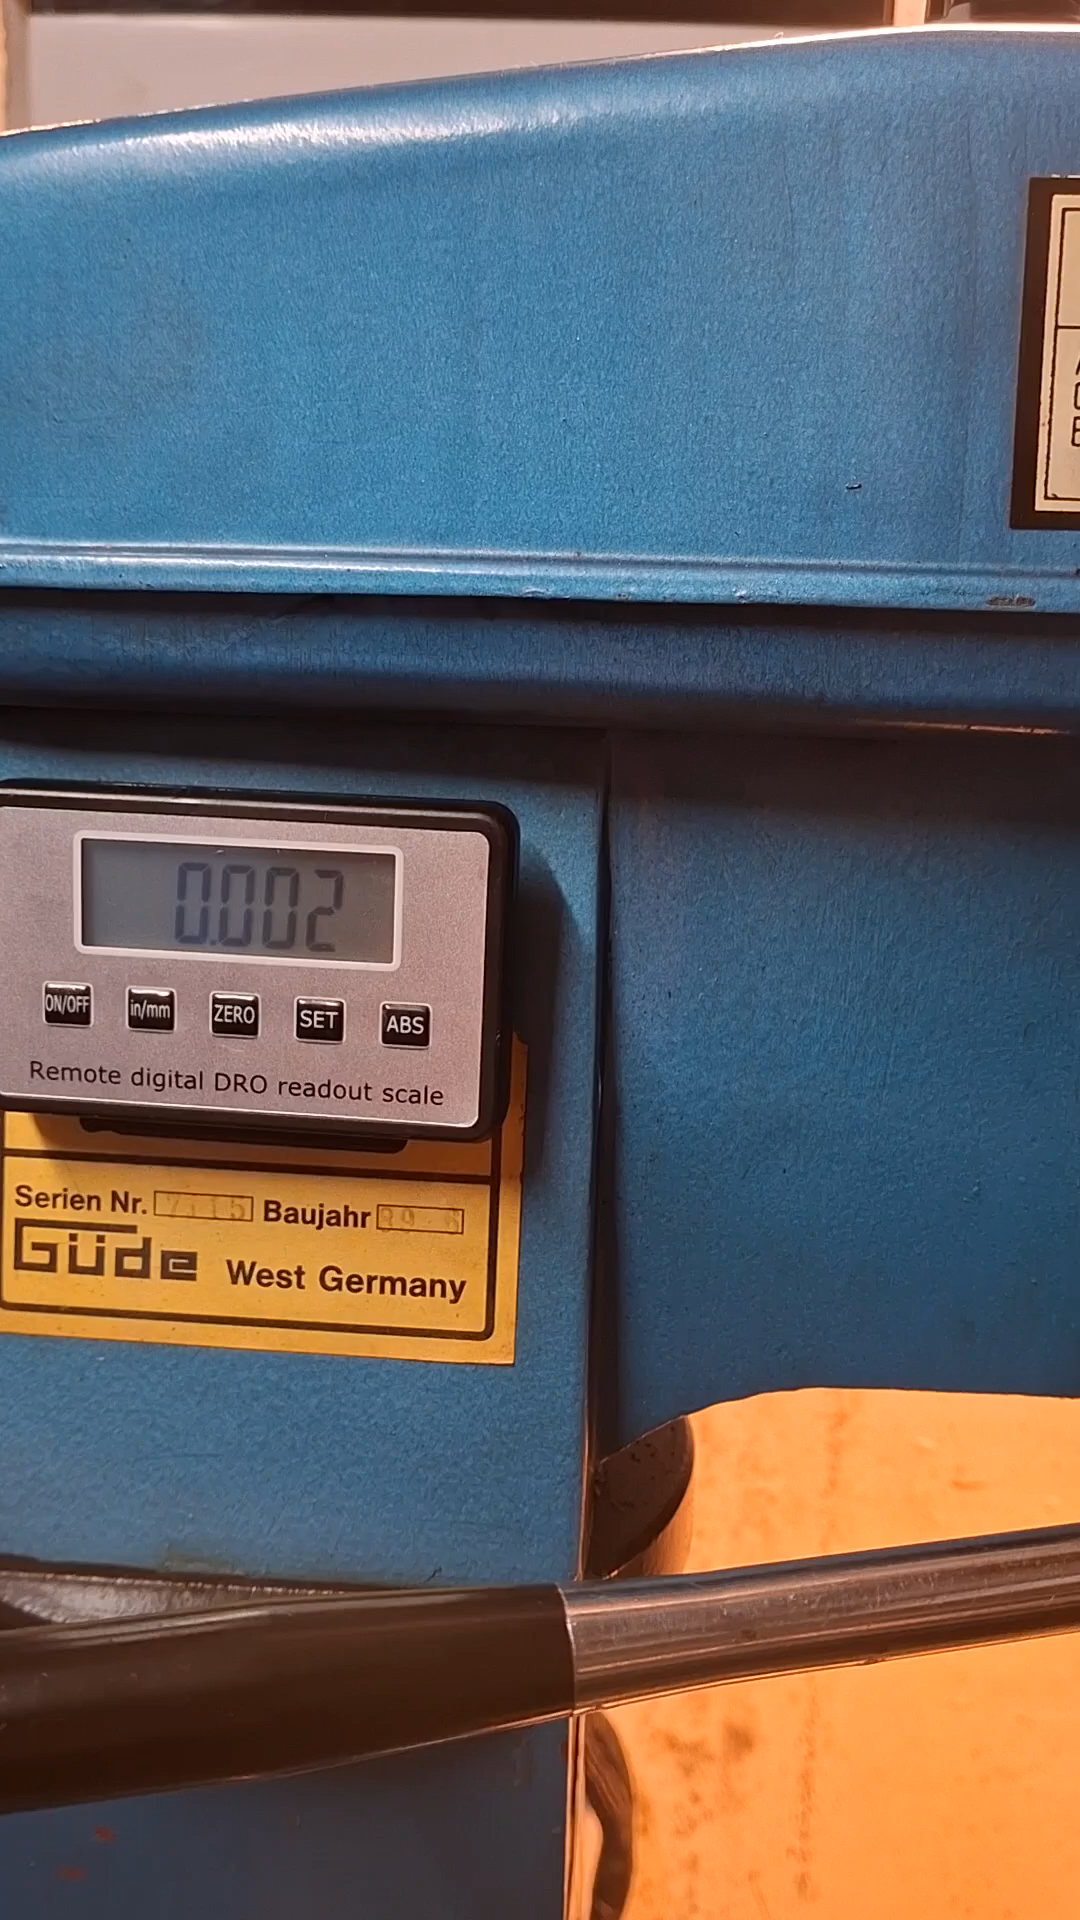 0.002
ON/OFF in/mm ZERO SET ABS
Remote digital DRO readout scale
Serien Nr. Baujahr
Güde West Germany